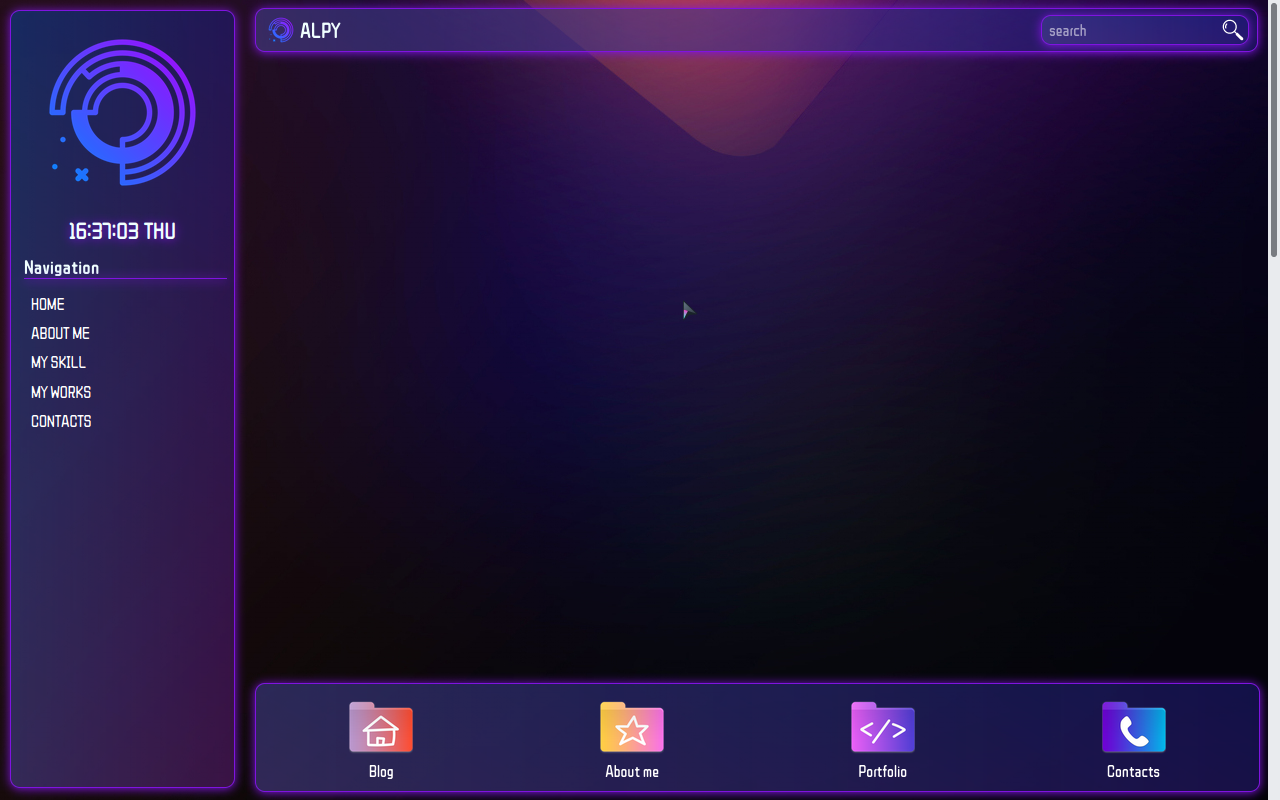 16:37:03 THU
Navigation
HOME
ABOUT ME
MY SKILL
MY WORKS
CONTACTS
ALPY
search
Blog
About me
Portfolio
Contacts